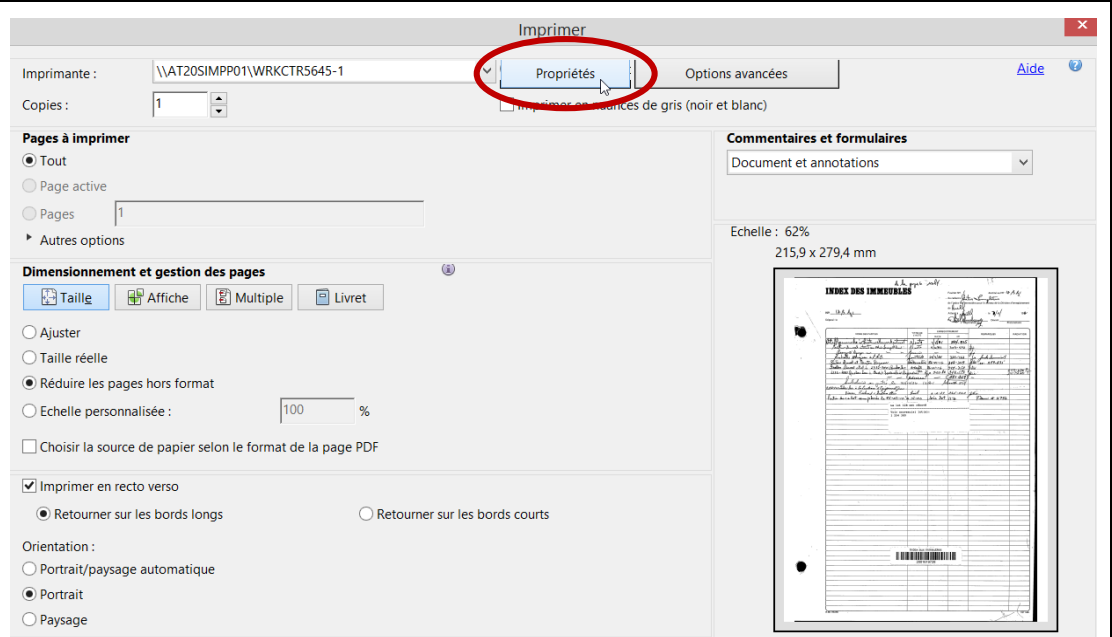 Imprimer
Imprimante : \\AT20SIMPP01\WRKCTR5645-1 Propriétés Options avancées Aide
Copies : 1 Imprimer en nuances de gris (noir et blanc)
Pages à imprimer
Tout
Page active
Pages 1
Autres options
Dimensionnement et gestion des pages
Taille Affiche Multiple Livret
Ajuster
Taille réelle
Réduire les pages hors format
Echelle personnalisée : 100 %
Choisir la source de papier selon le format de la page PDF
Imprimer en recto verso
Retourner sur les bords longs Retourner sur les bords courts
Orientation :
Portrait/paysage automatique
Portrait
Paysage
Commentaires et formulaires
Document et annotations
Echelle : 62%
215,9 x 279,4 mm
INDEX DES IMMEUBLES